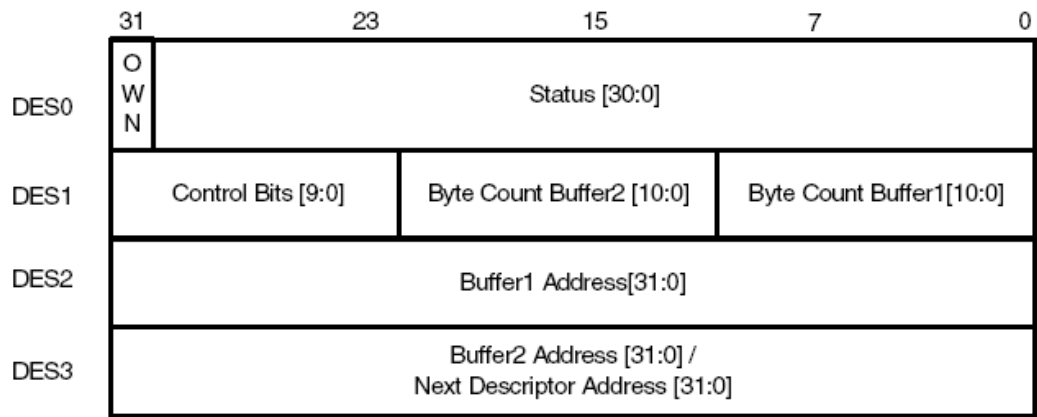 31 23 15 7 0
DES0
O
W
N
Status [30:0]
DES1
Control Bits [9:0]
Byte Count Buffer2 [10:0]
Byte Count Buffer1[10:0]
DES2
Buffer1 Address[31:0]
DES3
Buffer2 Address [31:0] /
Next Descriptor Address [31:0]